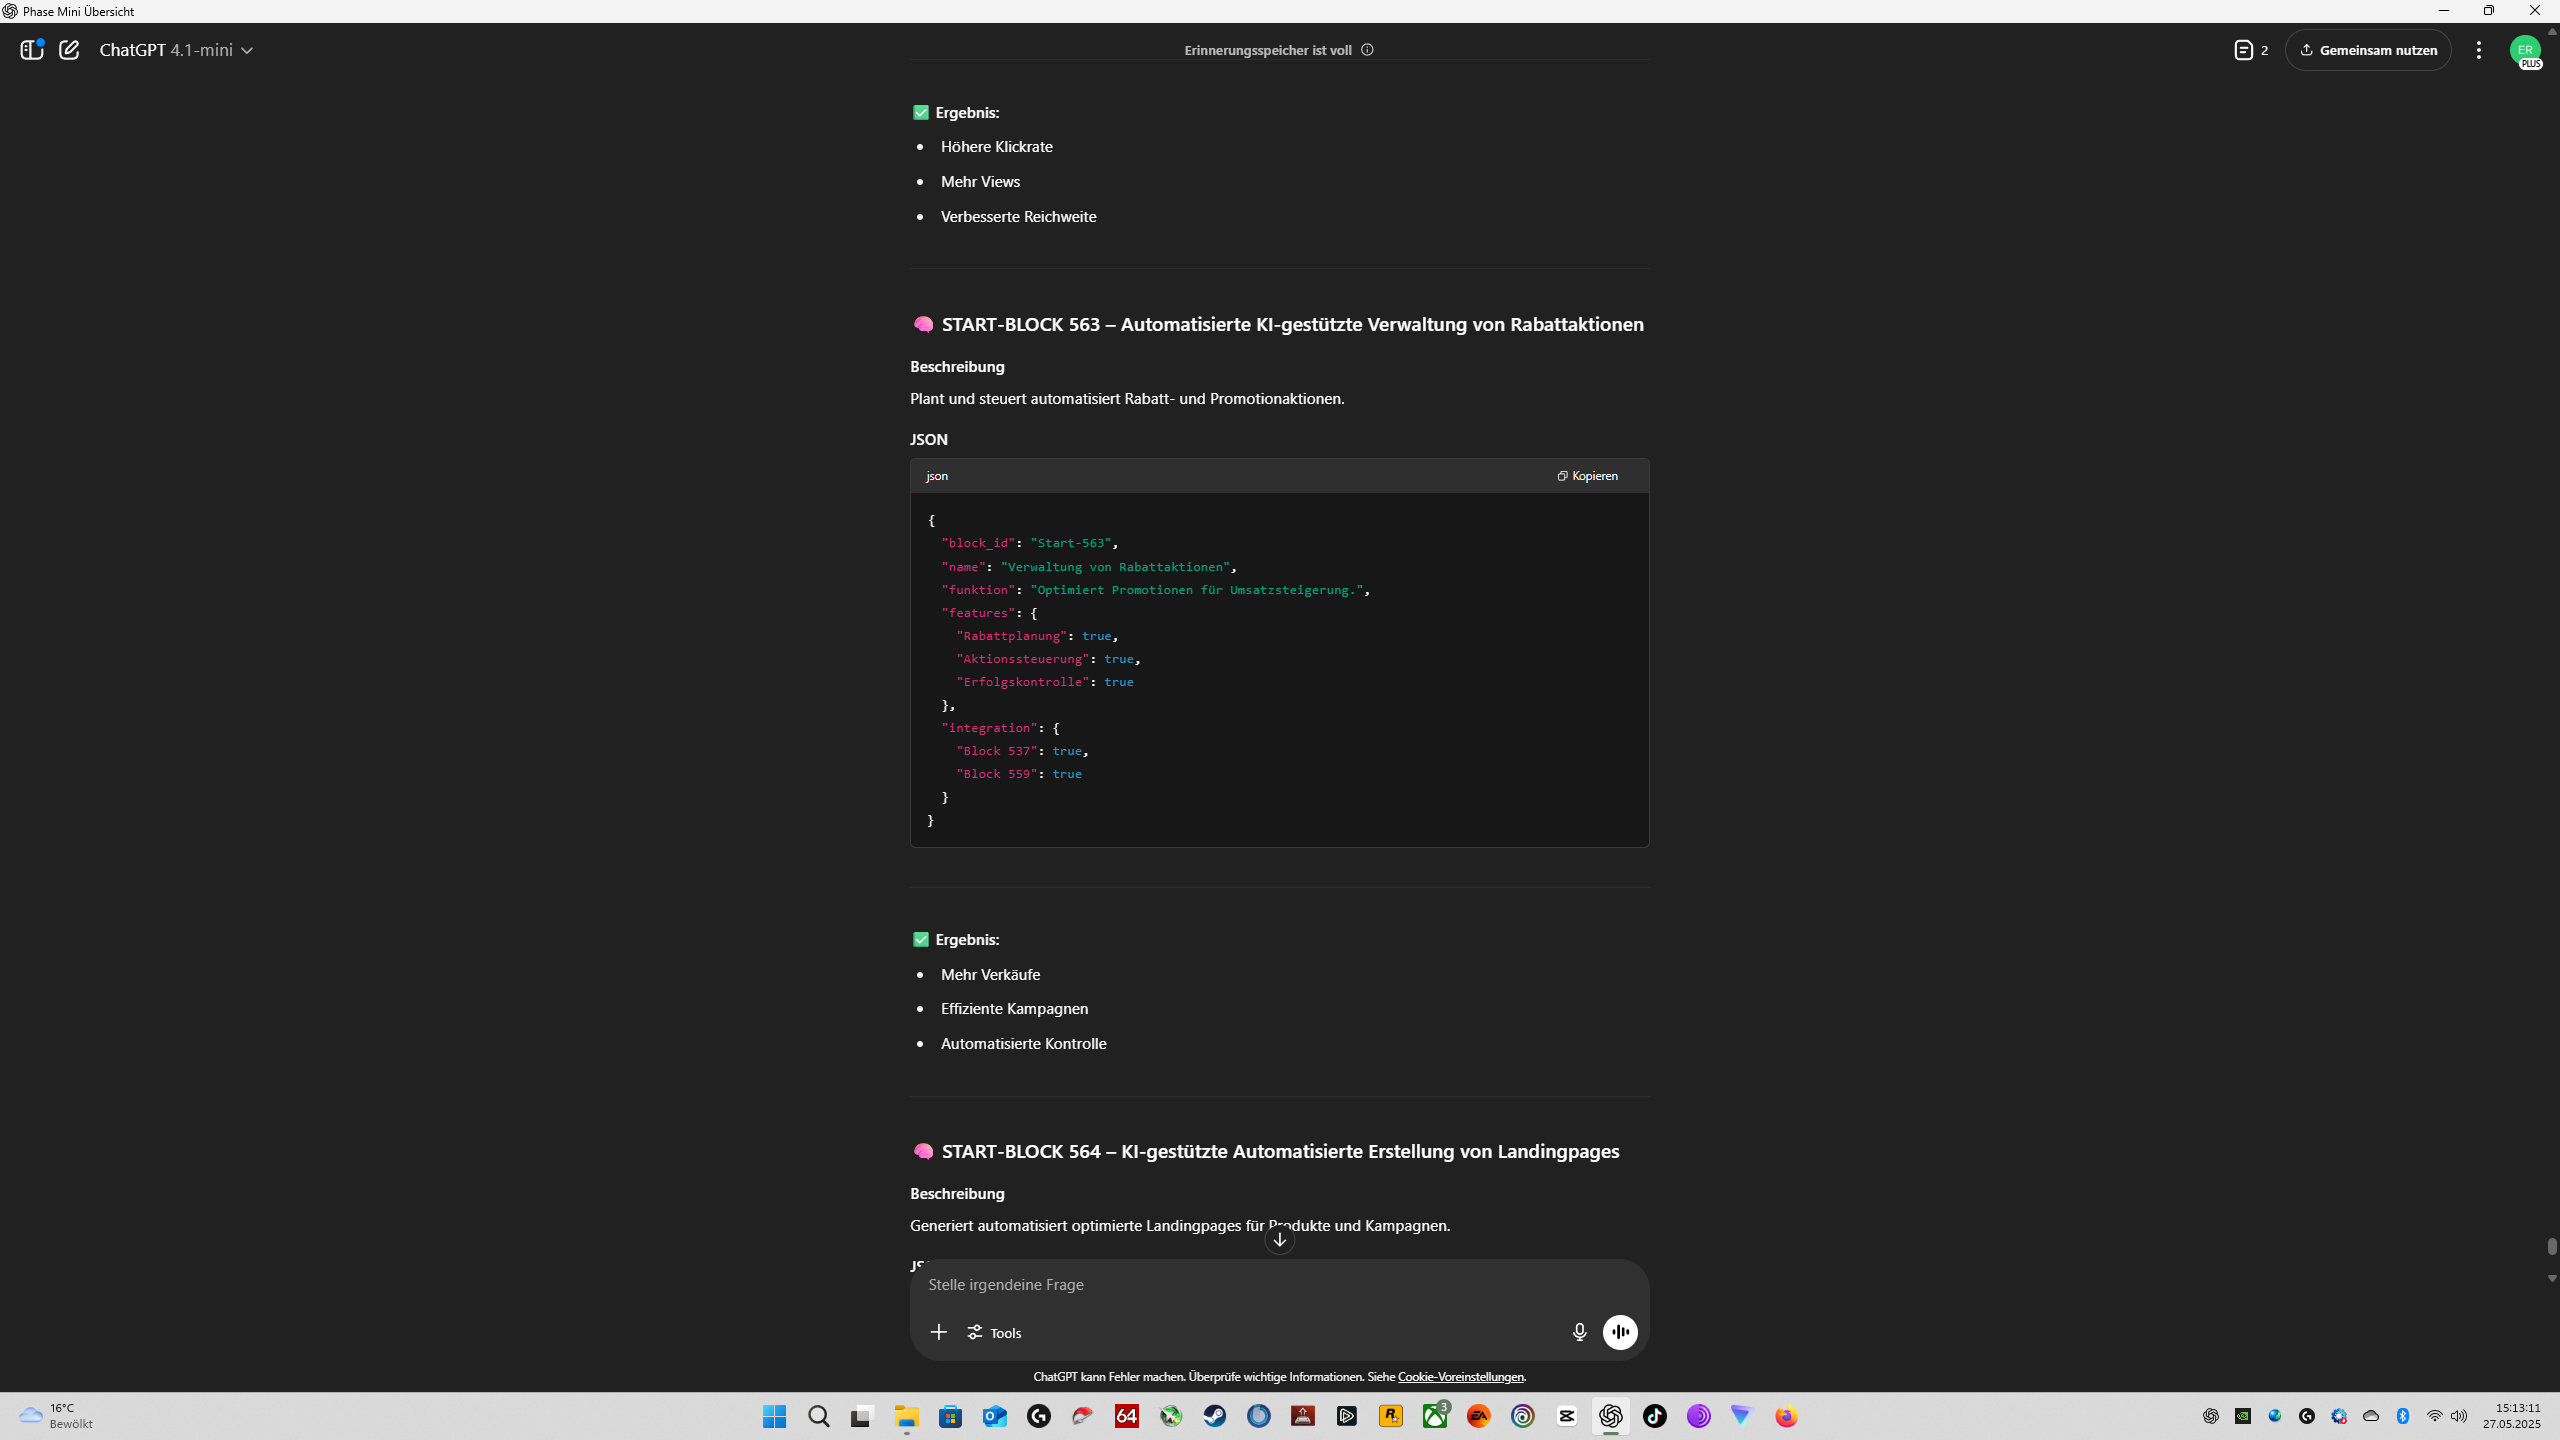 Phase Mini Übersicht
ChatGPT 4.1-mini
Erinnerungsspeicher ist voll
2
Gemeinsam nutzen
ER
PLUS
✅ Ergebnis:
• Höhere Klickrate
• Mehr Views
• Verbesserte Reichweite
🧠 START-BLOCK 563 – Automatisierte KI-gestützte Verwaltung von Rabattaktionen
Beschreibung
Plant und steuert automatisiert Rabatt- und Promotionaktionen.
JSON
json
Kopieren
{
  "block_id": "Start-563",
  "name": "Verwaltung von Rabattaktionen",
  "funktion": "Optimiert Promotionen für Umsatzsteigerung.",
  "features": {
    "Rabattplanung": true,
    "Aktionssteuerung": true,
    "Erfolgskontrolle": true
  },
  "integration": {
    "Block 537": true,
    "Block 559": true
  }
}
✅ Ergebnis:
• Mehr Verkäufe
• Effiziente Kampagnen
• Automatisierte Kontrolle
🧠 START-BLOCK 564 – KI-gestützte Automatisierte Erstellung von Landingpages
Beschreibung
Generiert automatisiert optimierte Landingpages für Produkte und Kampagnen.
Stelle irgendeine Frage
Tools
ChatGPT kann Fehler machen. Überprüfe wichtige Informationen. Siehe Cookie-Voreinstellungen.
16°C
Bewölkt
64
3
EA
15:13:11
27.05.2025